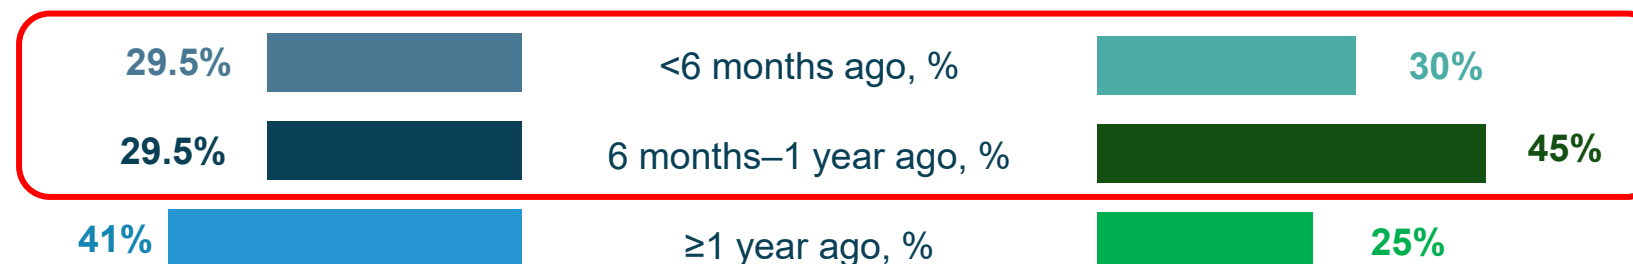 29.5% <6 months ago, % 30%
29.5% 6 months–1 year ago, % 45%
41% ≥1 year ago, % 25%